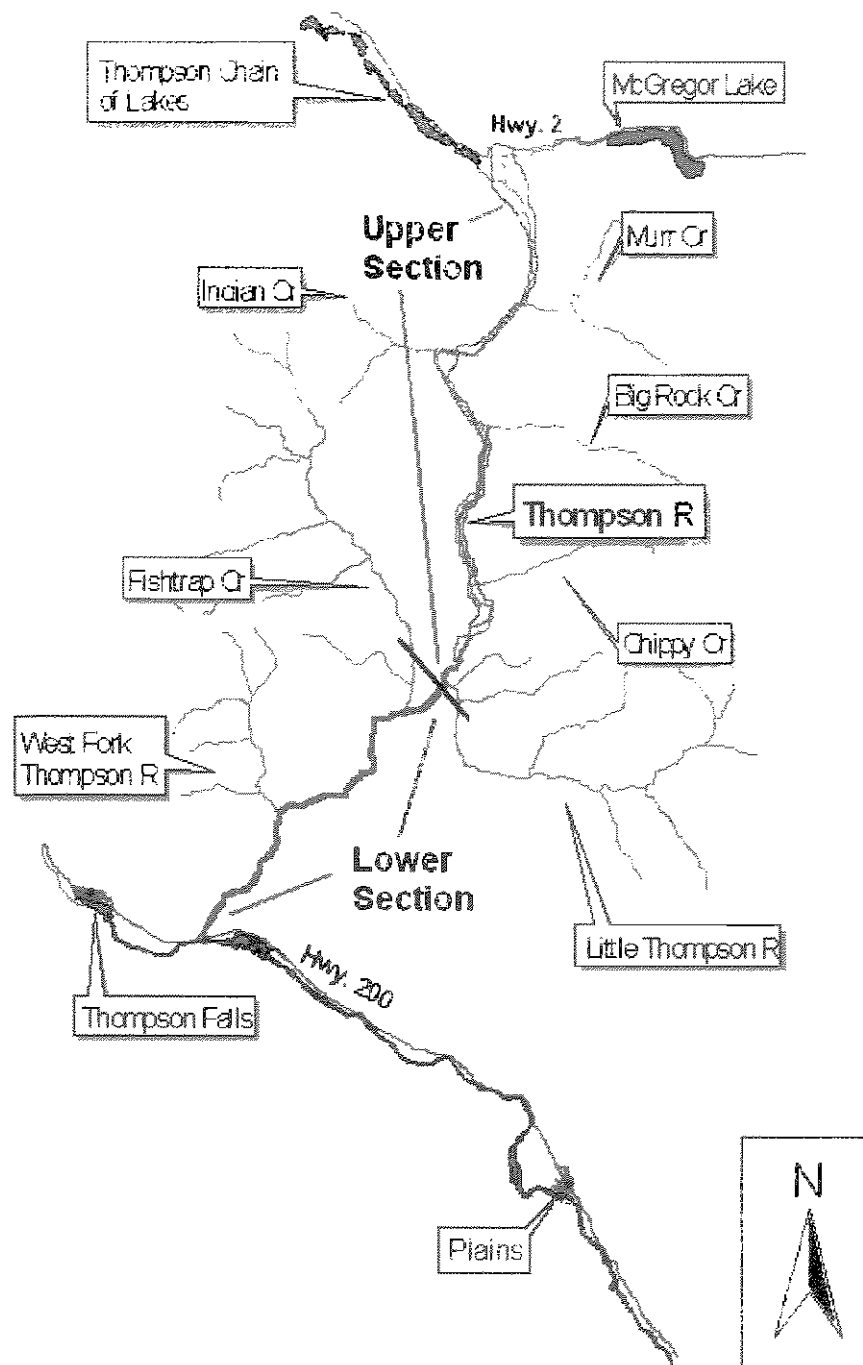 Thompson Chain
of Lakes
McGregor Lake
Hwy. 2
Upper
Section
Murr Cr
Indian Cr
Big Rock Cr
Thompson R
Fishtrap Cr
Chippy Cr
West Fork
Thompson R
Lower
Section
Little Thompson R
Hwy. 200
Thompson Falls
Plains
N